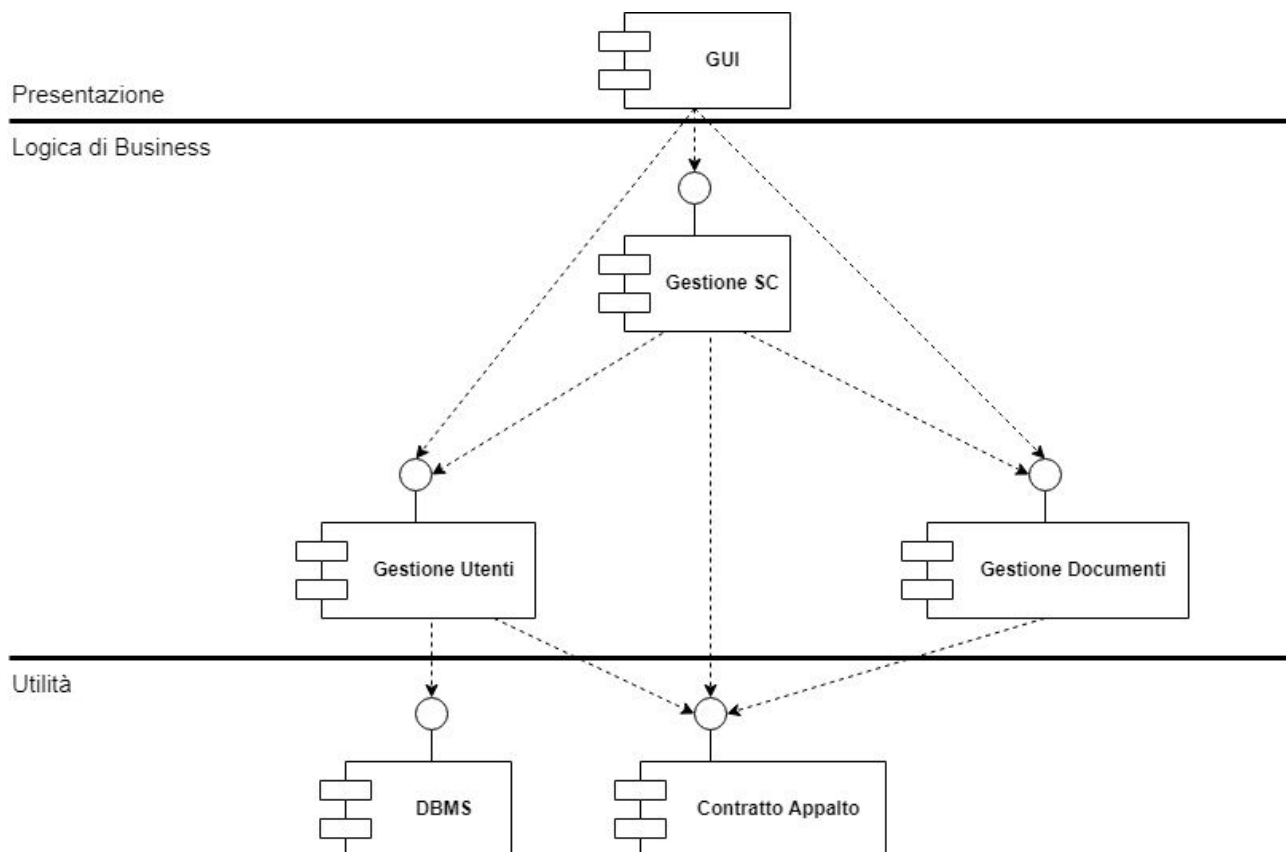 GUI
Presentazione
Logica di Business
Gestione SC
Gestione Utenti
Gestione Documenti
Utilità
DBMS
Contratto Appalto